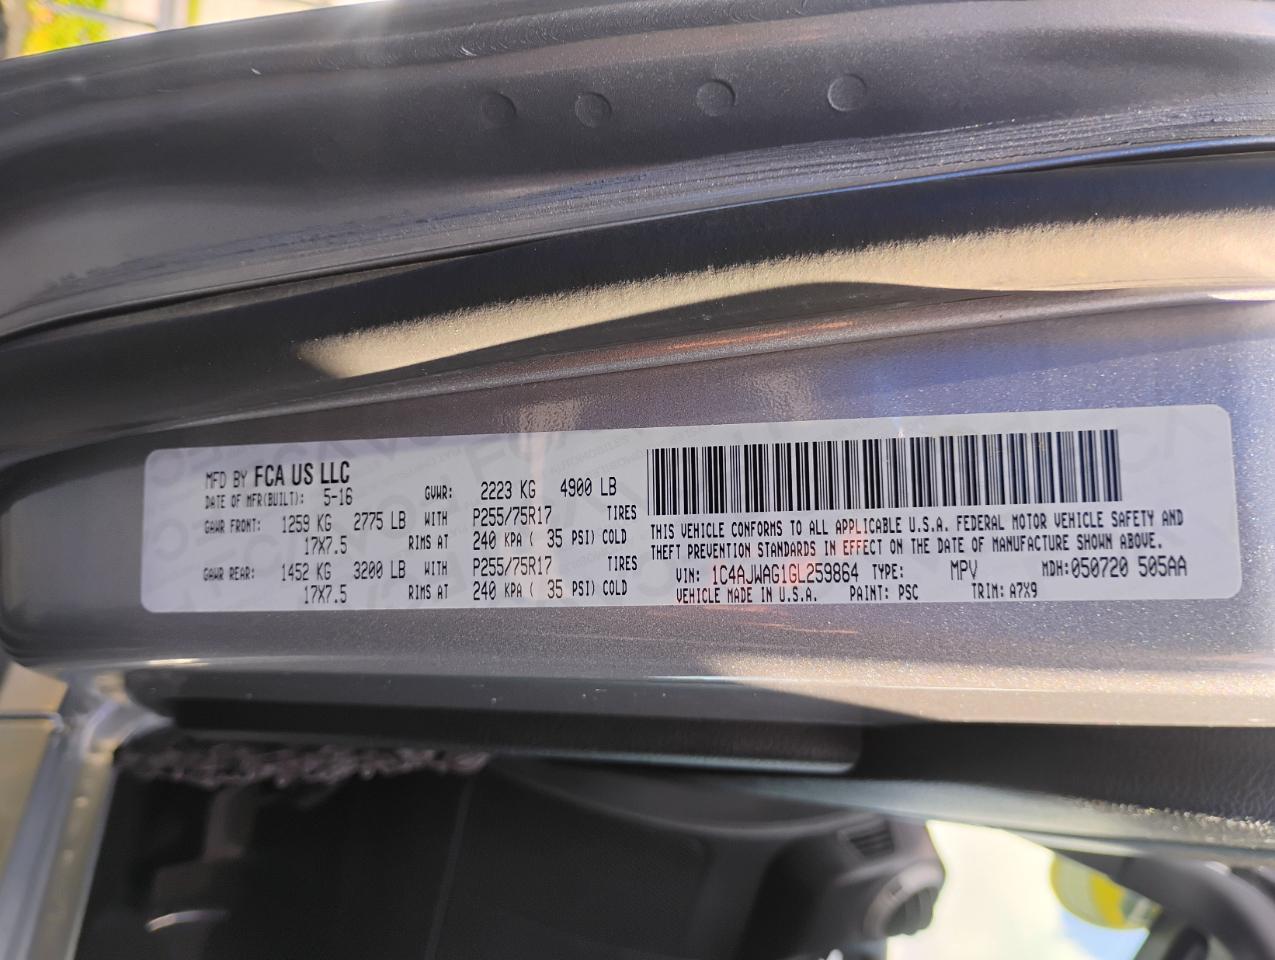 MFD BY FCA US LLC
DATE OF MFR(BUILT): 5-16 GVWR: 2223 KG 4900 LB
GAWR FRONT: 1259 KG 2775 LB WITH P255/75R17 TIRES
17X7.5 RIMS AT 240 KPA ( 35 PSI) COLD
GAWR REAR: 1452 KG 3200 LB WITH P255/75R17 TIRES
17X7.5 RIMS AT 240 KPA ( 35 PSI) COLD
THIS VEHICLE CONFORMS TO ALL APPLICABLE U.S.A. FEDERAL MOTOR VEHICLE SAFETY AND
THEFT PREVENTION STANDARDS IN EFFECT ON THE DATE OF MANUFACTURE SHOWN ABOVE.
VIN: 1C4AJWAG1GL259864 TYPE: MPV MDH:050720 505AA
VEHICLE MADE IN U.S.A. PAINT: PSC TRIM: A7X9